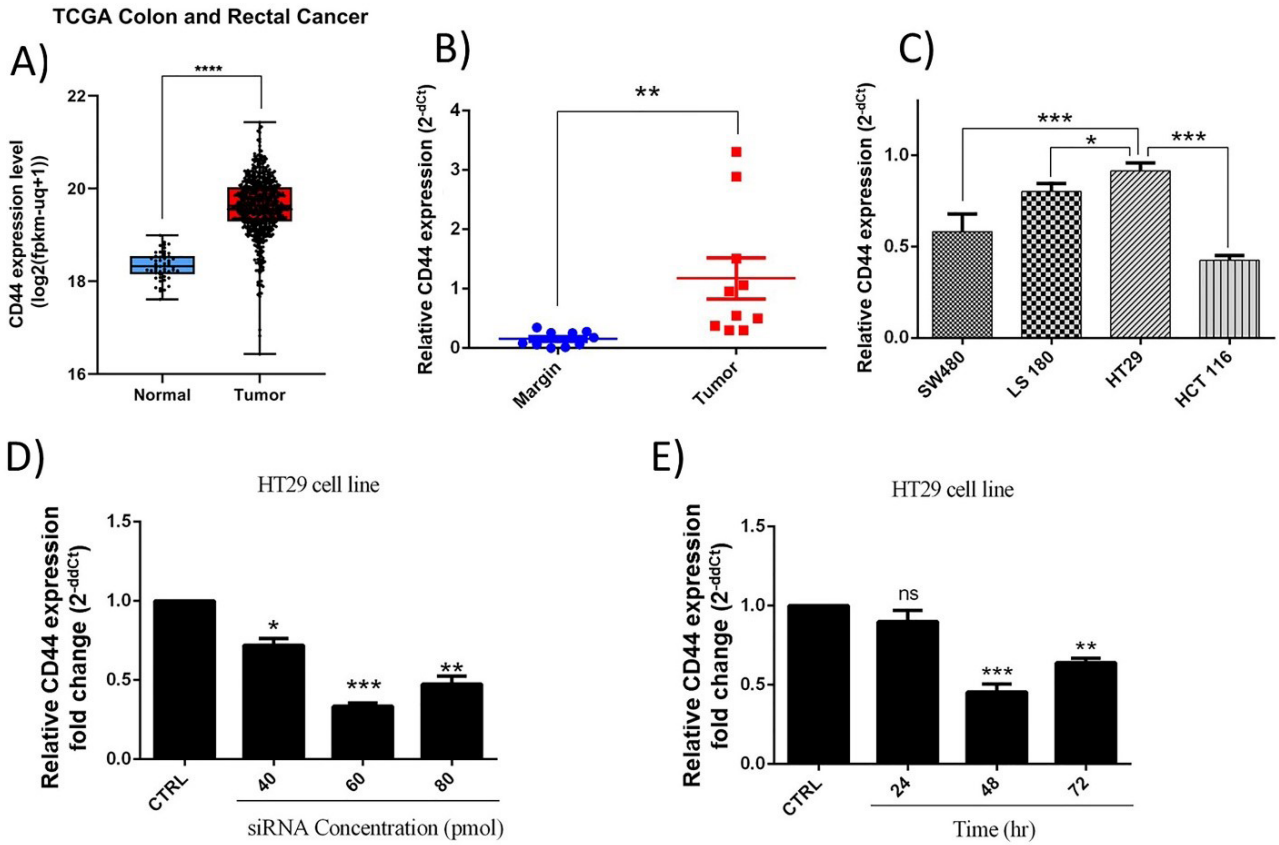 TCGA Colon and Rectal Cancer
A)
****
CD44 expression level
(log2(fpkm-uq+1))
22
20
18
16
Normal
Tumor
B)
**
Relative CD44 expression (2^-dCt)
4
3
2
1
0
Margin
Tumor
C)
***
*
***
Relative CD44 expression (2^-dCt)
1.0
0.5
0.0
SW480
LS 180
HT29
HCT 116
D)
HT29 cell line
Relative CD44 expression
fold change (2^-ddCt)
1.5
1.0
0.5
0.0
*
***
**
CTRL
40
60
80
siRNA Concentration (pmol)
E)
HT29 cell line
Relative CD44 expression
fold change (2^-ddCt)
1.5
1.0
0.5
0.0
ns
***
**
CTRL
24
48
72
Time (hr)